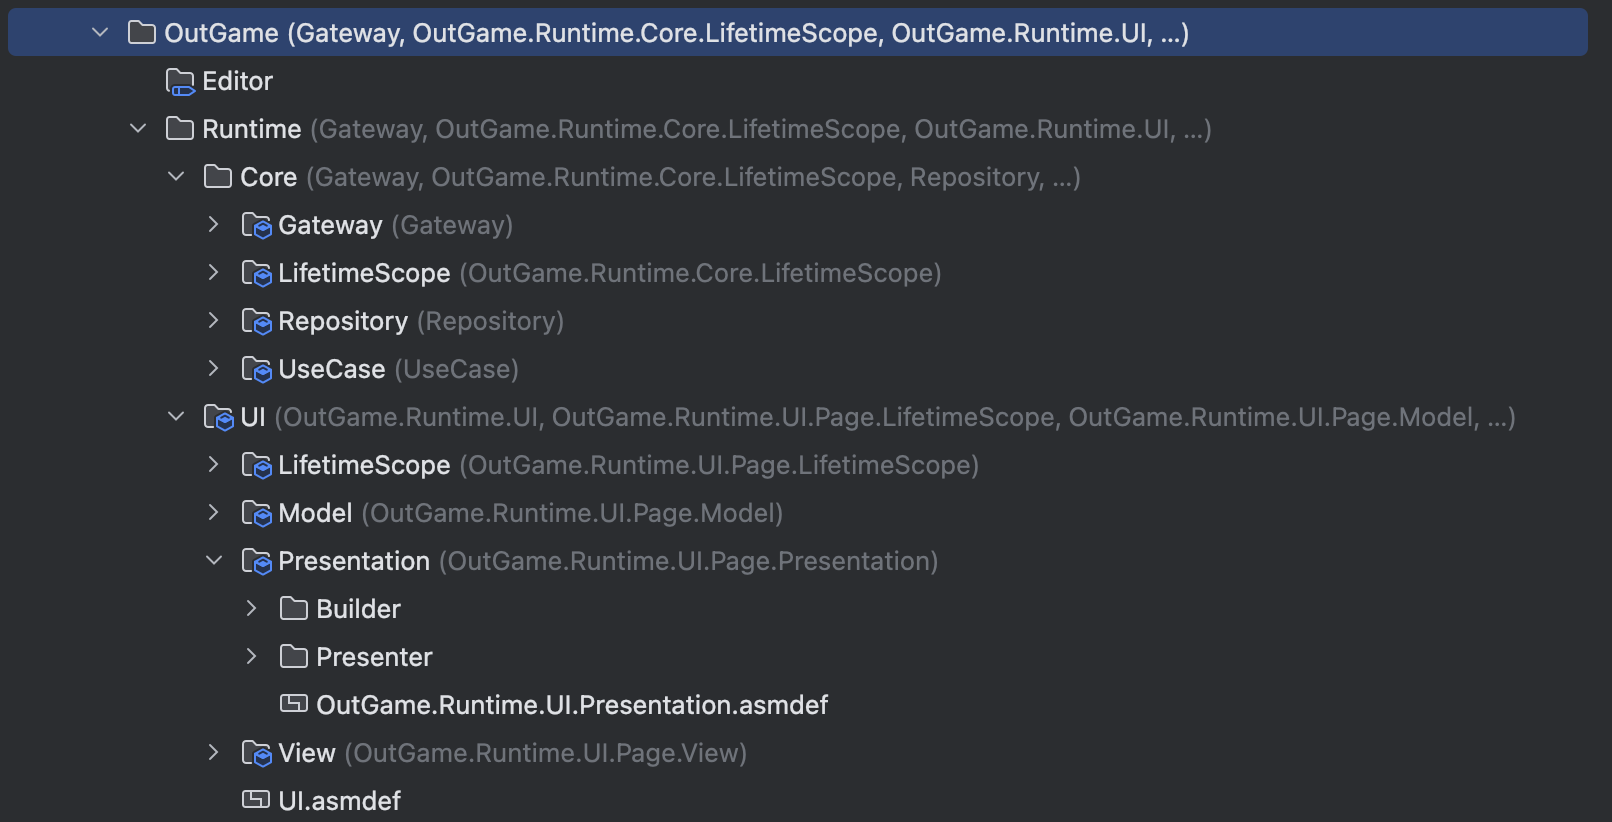 OutGame (Gateway, OutGame.Runtime.Core.LifetimeScope, OutGame.Runtime.UI, ...)
Editor
Runtime (Gateway, OutGame.Runtime.Core.LifetimeScope, OutGame.Runtime.UI, ...)
Core (Gateway, OutGame.Runtime.Core.LifetimeScope, Repository, ...)
Gateway (Gateway)
LifetimeScope (OutGame.Runtime.Core.LifetimeScope)
Repository (Repository)
UseCase (UseCase)
UI (OutGame.Runtime.UI, OutGame.Runtime.UI.Page.LifetimeScope, OutGame.Runtime.UI.Page.Model, ...)
LifetimeScope (OutGame.Runtime.UI.Page.LifetimeScope)
Model (OutGame.Runtime.UI.Page.Model)
Presentation (OutGame.Runtime.UI.Page.Presentation)
Builder
Presenter
OutGame.Runtime.UI.Presentation.asmdef
View (OutGame.Runtime.UI.Page.View)
UI.asmdef